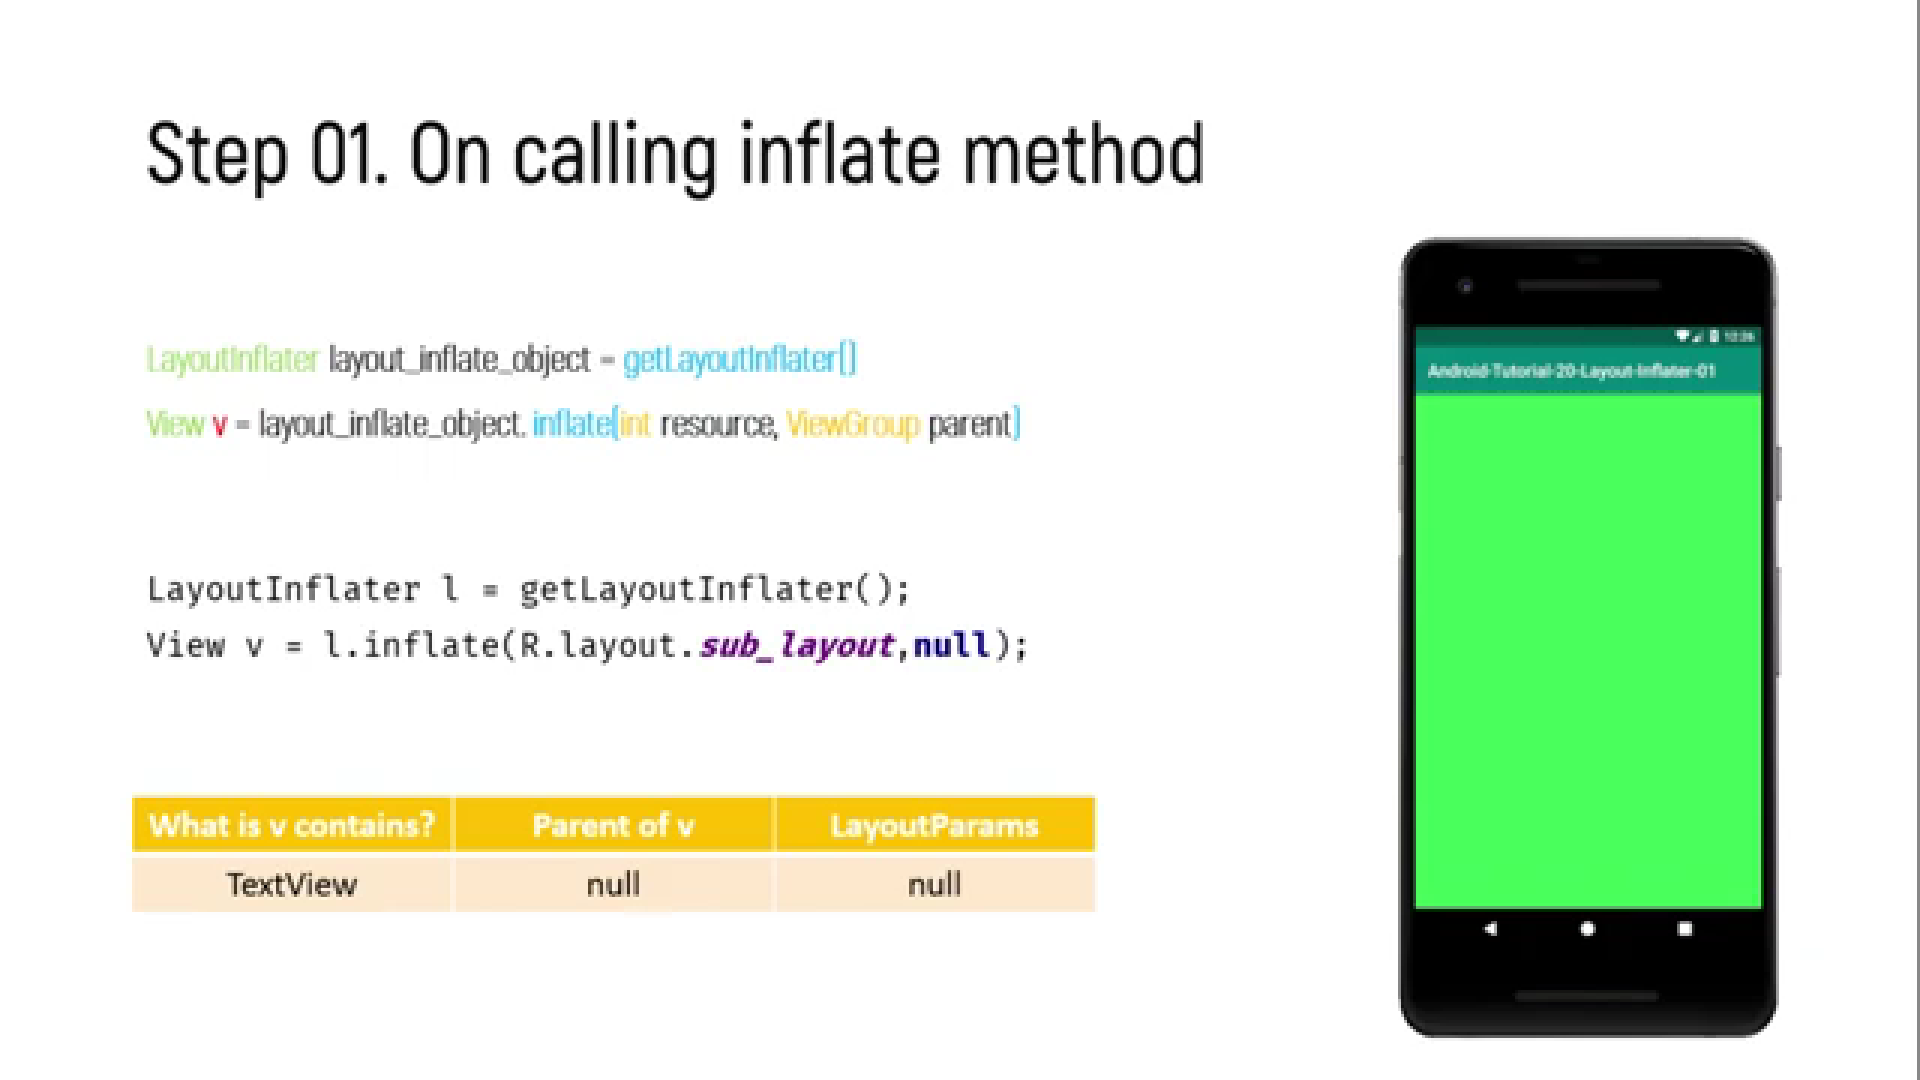 Step 01. On calling inflate method
LayoutInflater layout_inflate_object = getLayoutInflater()
View v = layout_inflate_object. inflate(int resource, ViewGroup parent)
LayoutInflater l = getLayoutInflater();
View v = l.inflate(R.layout.sub_layout,null);
What is v contains? Parent of v LayoutParams
TextView null null
Android-Tutorial-20-Layout-Inflater-01